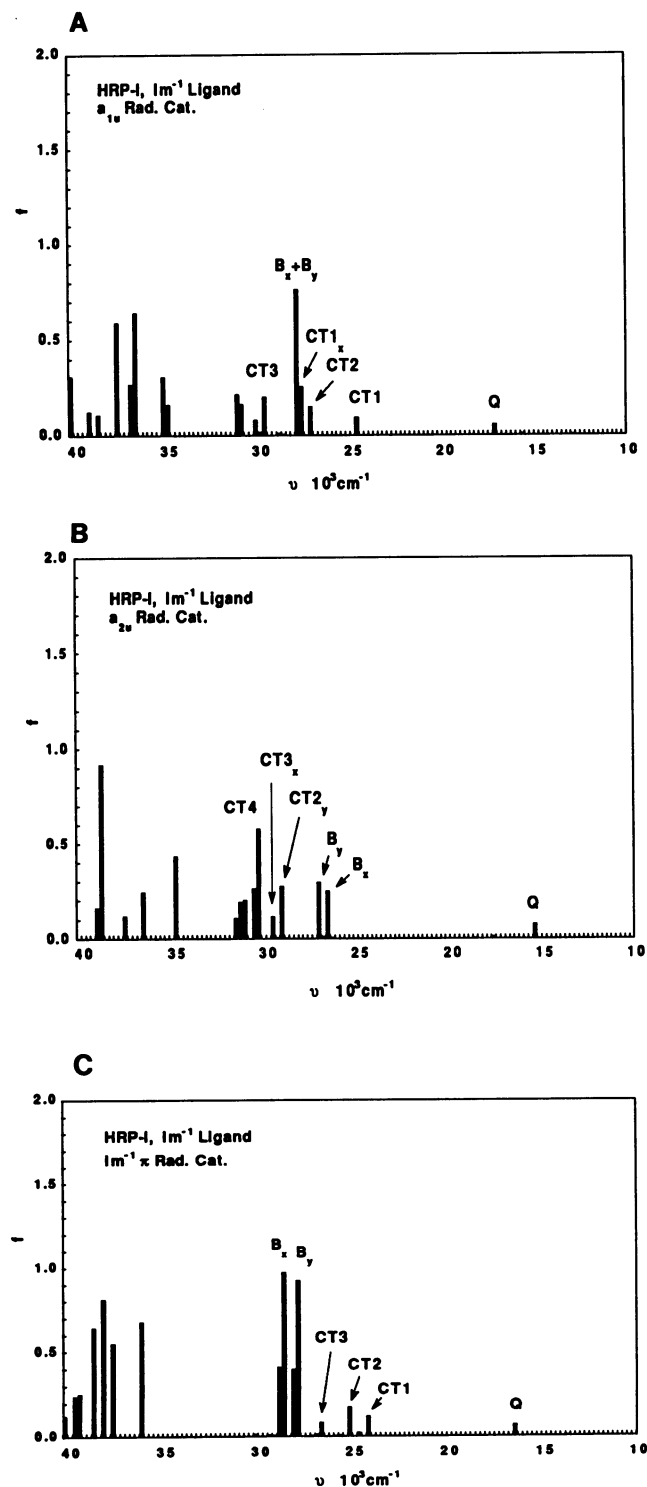 A
2.0
HRP-I, Im⁻¹ Ligand
a₁ᵤ Rad. Cat.
1.5
f
1.0
Bₓ+Bᵧ
0.5
CT1ₓ
CT3
CT2
CT1
Q
0.0
40 35 30 25 20 15 10
υ 10³cm⁻¹
B
2.0
HRP-I, Im⁻¹ Ligand
a₂ᵤ Rad. Cat.
1.5
f
1.0
CT3ₓ
CT4
CT2ᵧ
0.5
Bᵧ
Bₓ
Q
0.0
40 35 30 25 20 15 10
υ 10³cm⁻¹
C
2.0
HRP-I, Im⁻¹ Ligand
Im⁻¹ π Rad. Cat.
1.5
f
Bₓ Bᵧ
1.0
CT3
0.5
CT2
CT1
Q
0.0
40 35 30 25 20 15 10
υ 10³cm⁻¹